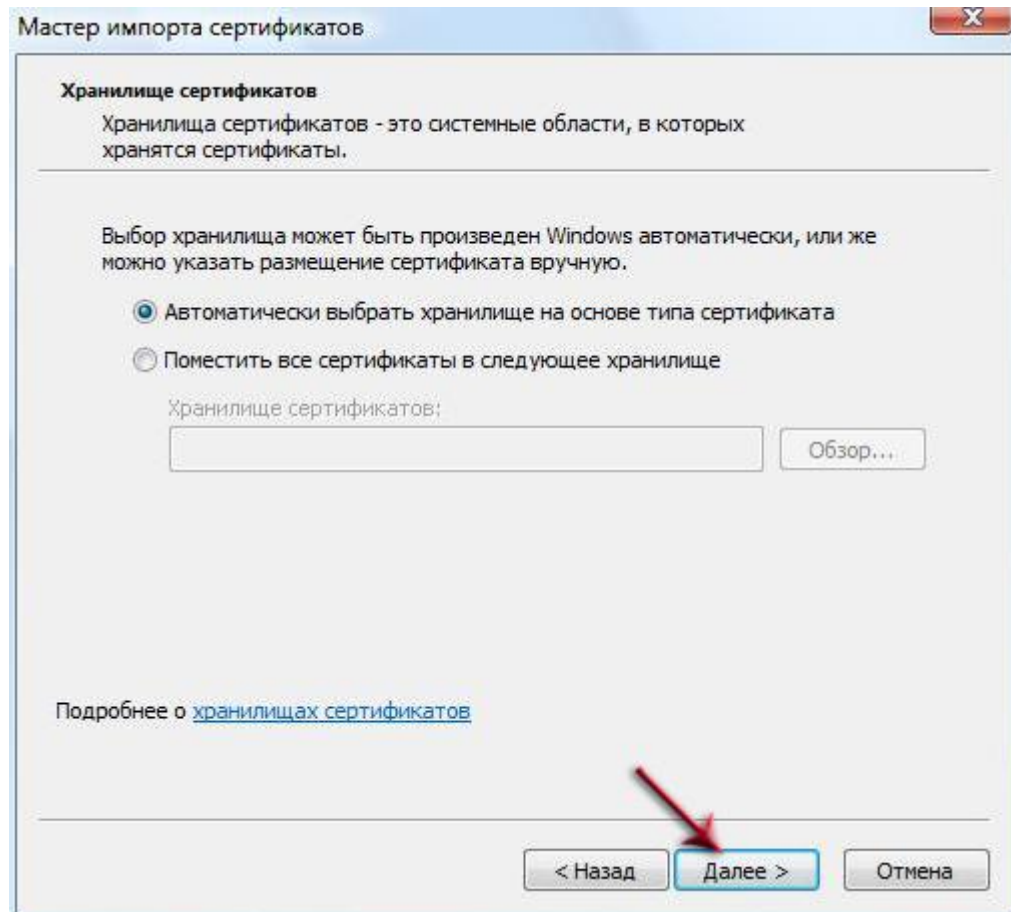 Мастер импорта сертификатов
Хранилище сертификатов
Хранилища сертификатов - это системные области, в которых
хранятся сертификаты.
Выбор хранилища может быть произведен Windows автоматически, или же
можно указать размещение сертификата вручную.
Автоматически выбрать хранилище на основе типа сертификата
Поместить все сертификаты в следующее хранилище
Хранилище сертификатов:
Обзор...
Подробнее о хранилищах сертификатов
< Назад Далее > Отмена